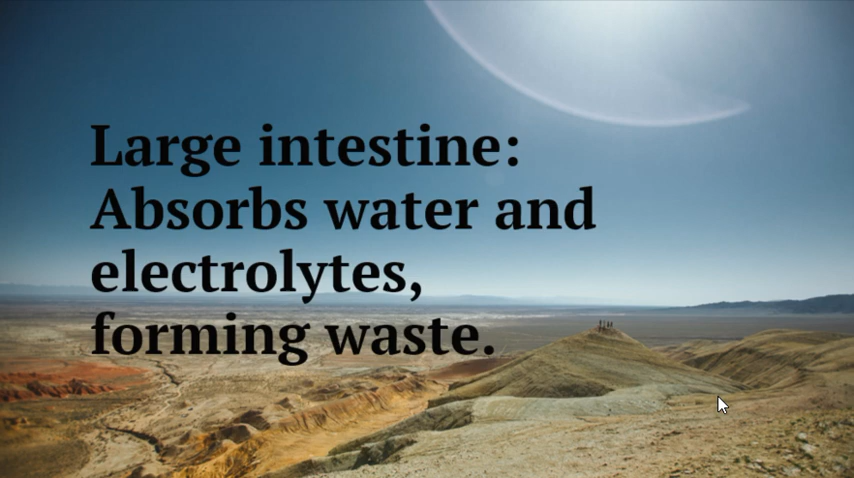 Large intestine:
Absorbs water and
electrolytes,
forming waste.